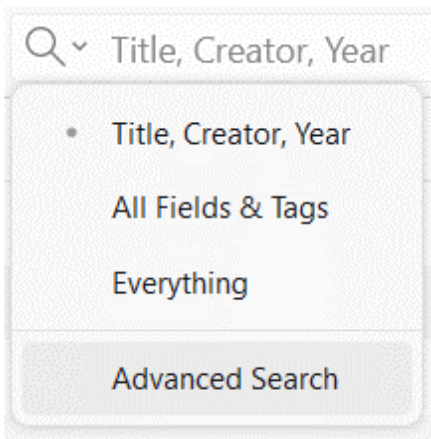 Title, Creator, Year
Title, Creator, Year
All Fields & Tags
Everything
Advanced Search